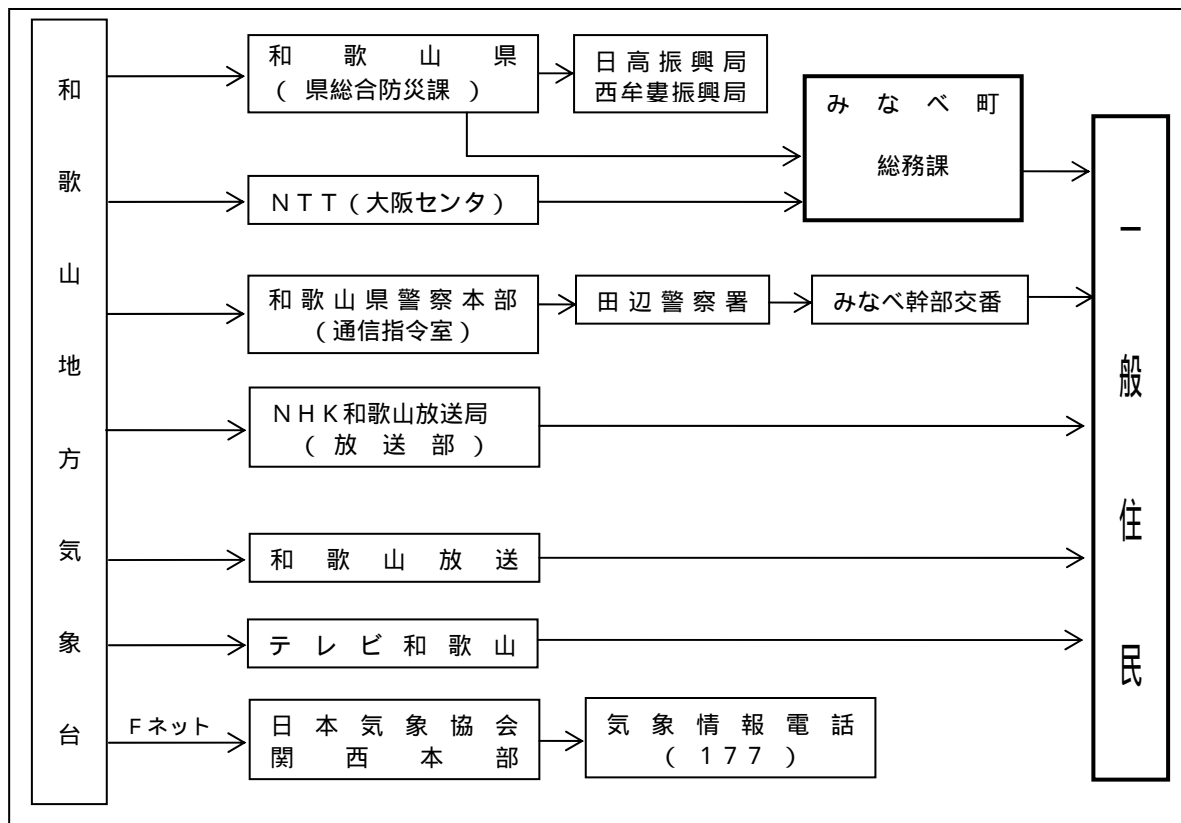 和歌山地方気象台
和歌山県
(県総合防災課)
日高振興局
西牟婁振興局
みなべ町
総務課
NTT(大阪センタ)
和歌山県警察本部
(通信指令室)
田辺警察署
みなべ幹部交番
NHK和歌山放送局
(放送部)
和歌山放送
テレビ和歌山
Fネット
日本気象協会
関西本部
気象情報電話
(177)
一般住民